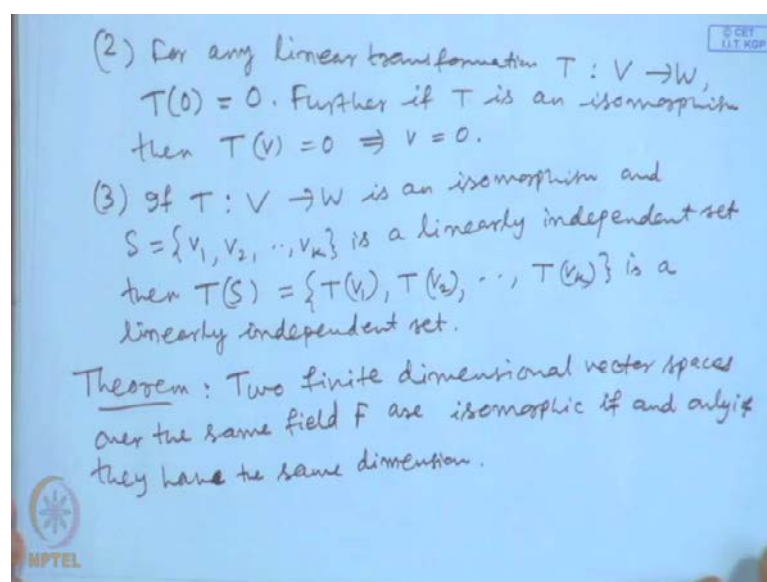 © CET
I.I.T. KGP
(2) For any linear transformation T : V → W,
T(0) = 0. Further if T is an isomorphism
then T(v) = 0 ⇒ v = 0.
(3) If T : V → W is an isomorphism and
S = {v₁, v₂, .., vₖ} is a linearly independent set
then T(S) = {T(v₁), T(v₂), .., T(vₖ)} is a
linearly independent set.
Theorem : Two finite dimensional vector spaces
over the same field F are isomorphic if and only if
they have the same dimension.
NPTEL